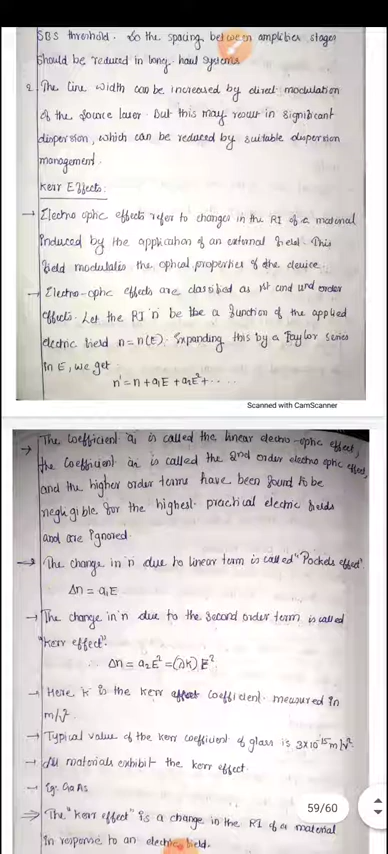 SBS threshold. So the spacing between amplifier stages
should be reduced in long-haul systems
2. The line width can be increased by direct modulation
of the source laser. But this may result in significant
dispersion, which can be reduced by suitable dispersion
management.
Kerr Effects:
→ Electro optic effects refer to changes in the RI of a material
induced by the application of an external field. This
field modulates the optical properties of the device.
→ Electro-optic effects are classified as 1st and order
effects. Let the RI 'n' be the a function of the applied
electric field n = n(E). Expanding this by a Taylor series
in E, we get
n' = n + a₁E + a₂E² + ....
Scanned with CamScanner
→ The coefficient a₁ is called the linear electro-optic effect,
the coefficient is called the 2nd order electro optic effect,
and the higher order terms have been found to be
negligible for the highest practical electric fields
and are ignored.
→ The change in 'n' due to linear term is called "Pockels effect"
Δn = a₁E
→ The change in 'n' due to the second order term is called
"Kerr effect".
Δn = a₂E² = (λK) E²
→ Here K is the kerr effect coefficient measured in
m/v².
→ Typical value of the kerr coefficient of glass is 3x10⁻¹⁵ m/v².
→ All materials exhibit the kerr effect.
→ Eg: GaAs
59/60
⇒ The "kerr effect" is a change in the RI of a material
in response to an electric field.